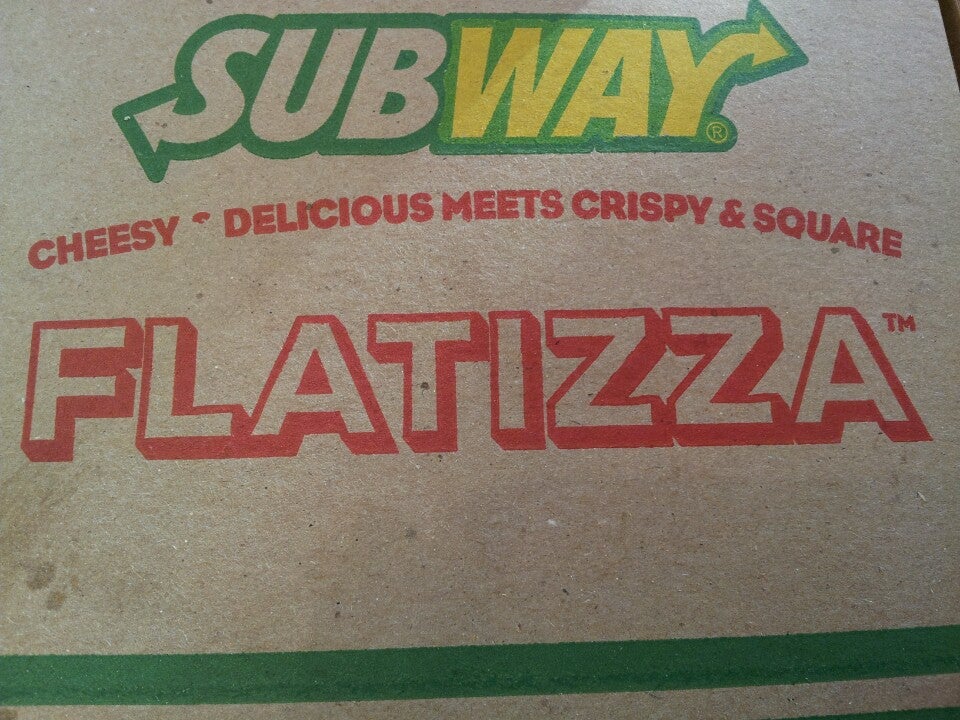 SUBWAY®
CHEESY DELICIOUS MEETS CRISPY & SQUARE
FLATIZZA™